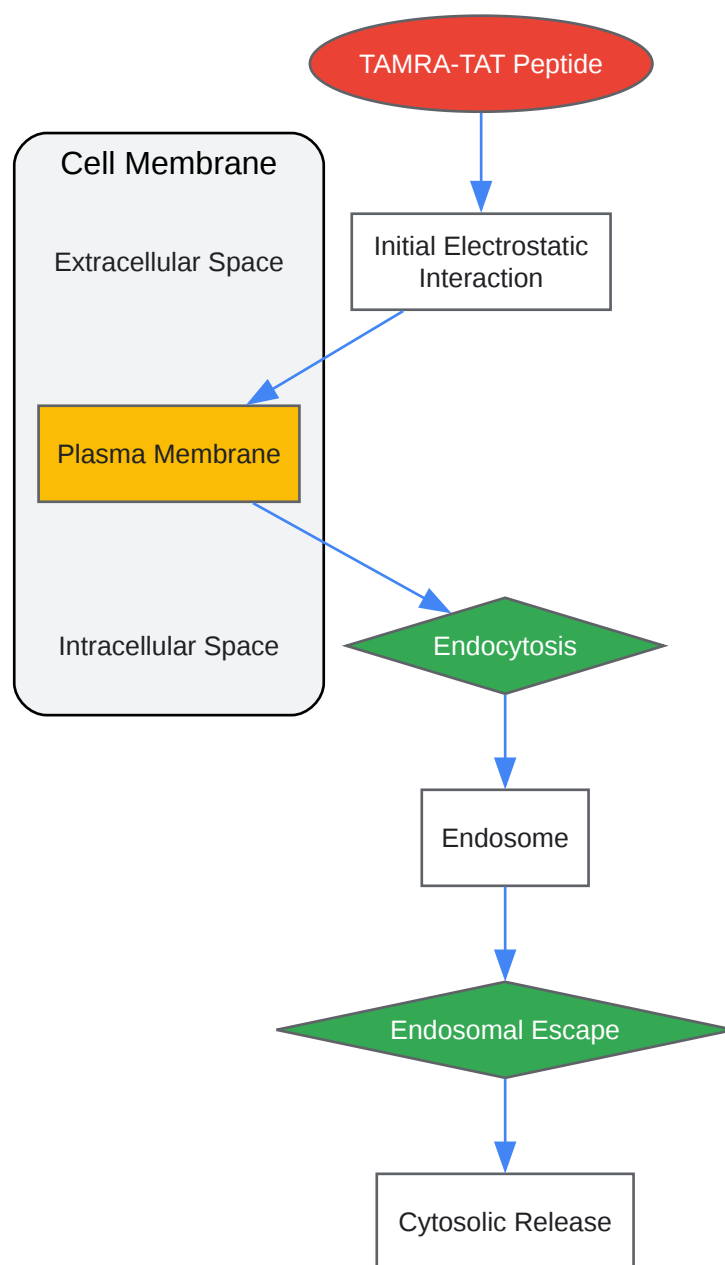 TAMRA-TAT Peptide
Cell Membrane
Extracellular Space
Initial Electrostatic
Interaction
Plasma Membrane
Intracellular Space
Endocytosis
Endosome
Endosomal Escape
Cytosolic Release